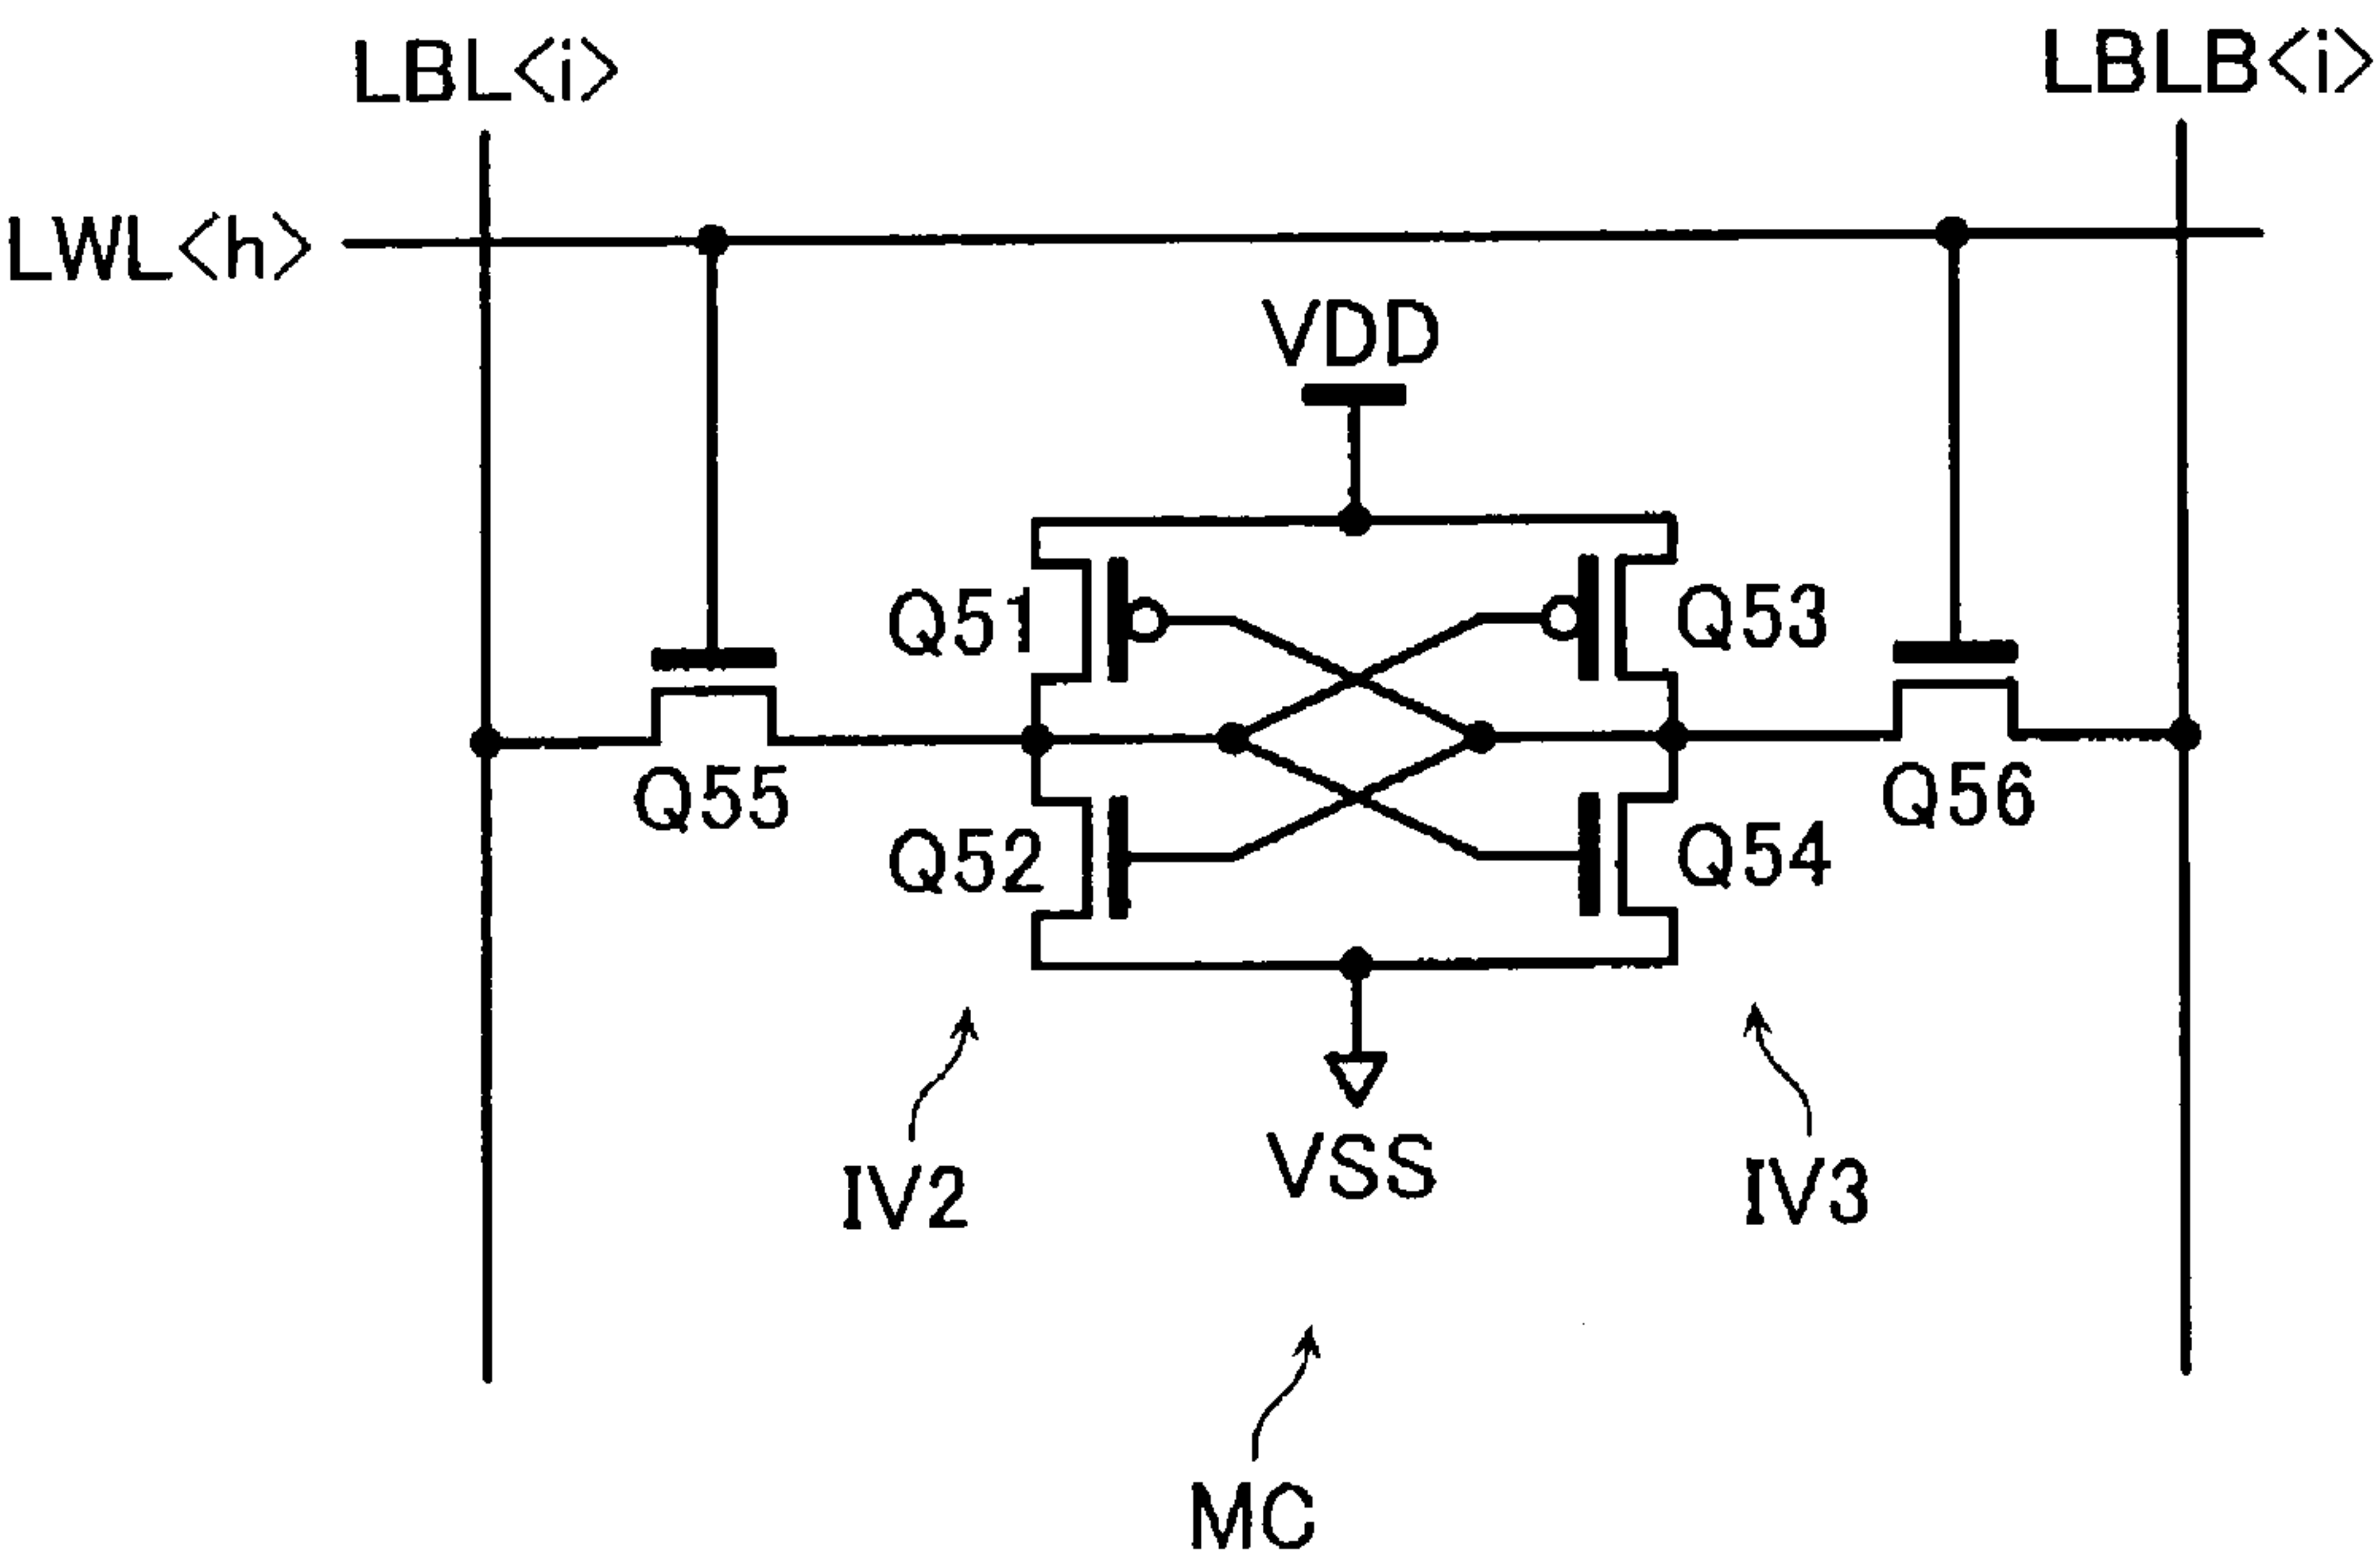 LBL<i>
LBLB<i>
LWL<h>
VDD
Q51
Q53
Q55
Q56
Q52
Q54
VSS
IV2
IV3
MC